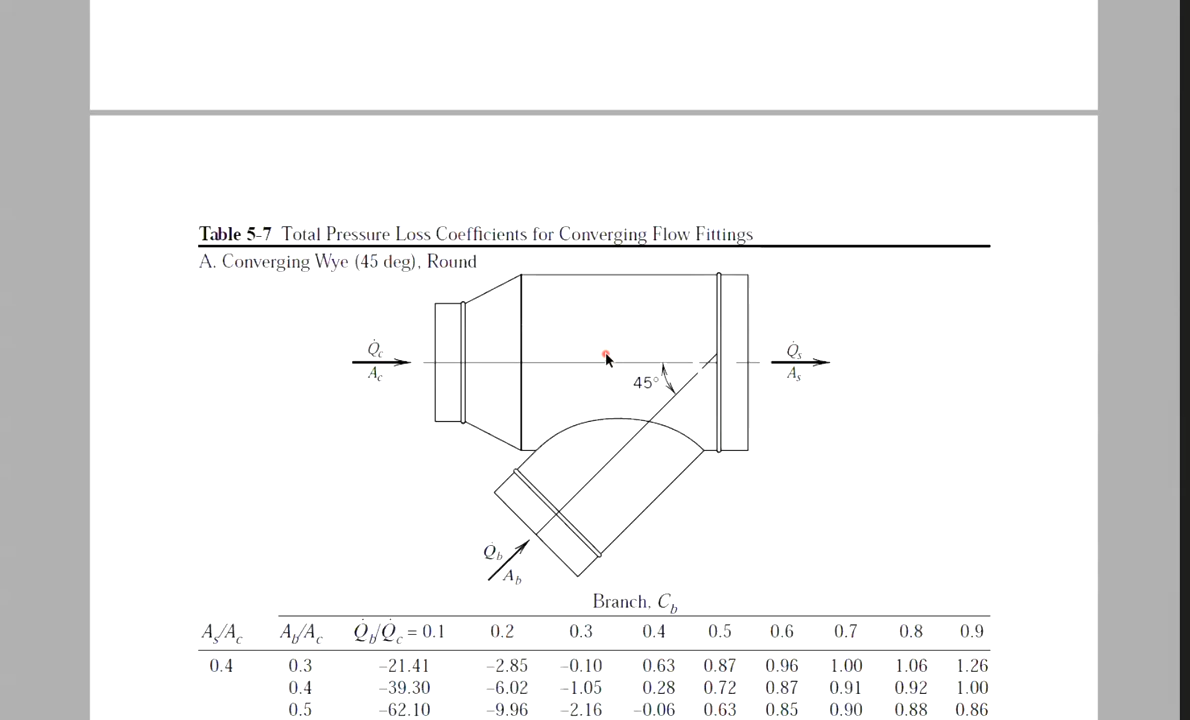 Table 5-7 Total Pressure Loss Coefficients for Converging Flow Fittings
A. Converging Wye (45 deg), Round
Q̇c
Ac
Q̇s
As
45°
Q̇b
Ab
Branch, Cb
As/Ac Ab/Ac Q̇b/Q̇c = 0.1 0.2 0.3 0.4 0.5 0.6 0.7 0.8 0.9
0.4 0.3 −21.41 −2.85 −0.10 0.63 0.87 0.96 1.00 1.06 1.26
0.4 −39.30 −6.02 −1.05 0.28 0.72 0.87 0.91 0.92 1.00
0.5 −62.10 −9.96 −2.16 −0.06 0.63 0.85 0.90 0.88 0.86